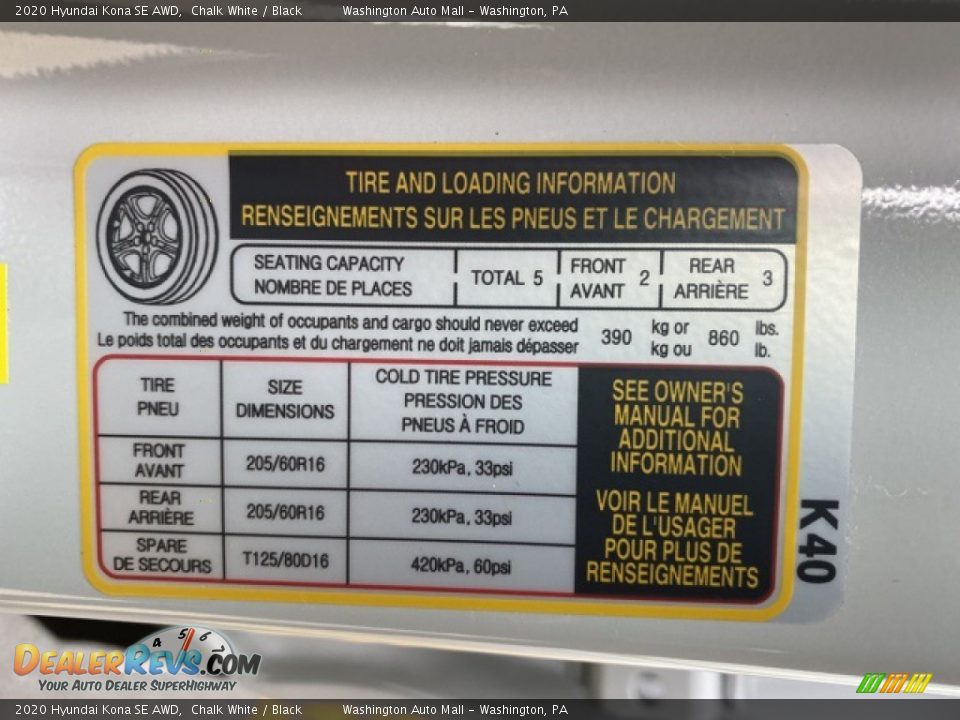 2020 Hyundai Kona SE AWD, Chalk White / Black Washington Auto Mall - Washington, PA
TIRE AND LOADING INFORMATION
RENSEIGNEMENTS SUR LES PNEUS ET LE CHARGEMENT
SEATING CAPACITY
NOMBRE DE PLACES
TOTAL 5
FRONT
AVANT
2
REAR
ARRIÈRE
3
The combined weight of occupants and cargo should never exceed
Le poids total des occupants et du chargement ne doit jamais dépasser
390
kg or
kg ou
860
lbs.
lb.
TIRE
PNEU
SIZE
DIMENSIONS
COLD TIRE PRESSURE
PRESSION DES
PNEUS À FROID
FRONT
AVANT
205/60R16
230kPa, 33psi
REAR
ARRIÈRE
205/60R16
230kPa, 33psi
SPARE
DE SECOURS
T125/80D16
420kPa, 60psi
SEE OWNER'S
MANUAL FOR
ADDITIONAL
INFORMATION
VOIR LE MANUEL
DE L'USAGER
POUR PLUS DE
RENSEIGNEMENTS
K40
4 5 6 7
DEALERREVS.COM
YOUR AUTO DEALER SUPERHIGHWAY
2020 Hyundai Kona SE AWD, Chalk White / Black Washington Auto Mall - Washington, PA